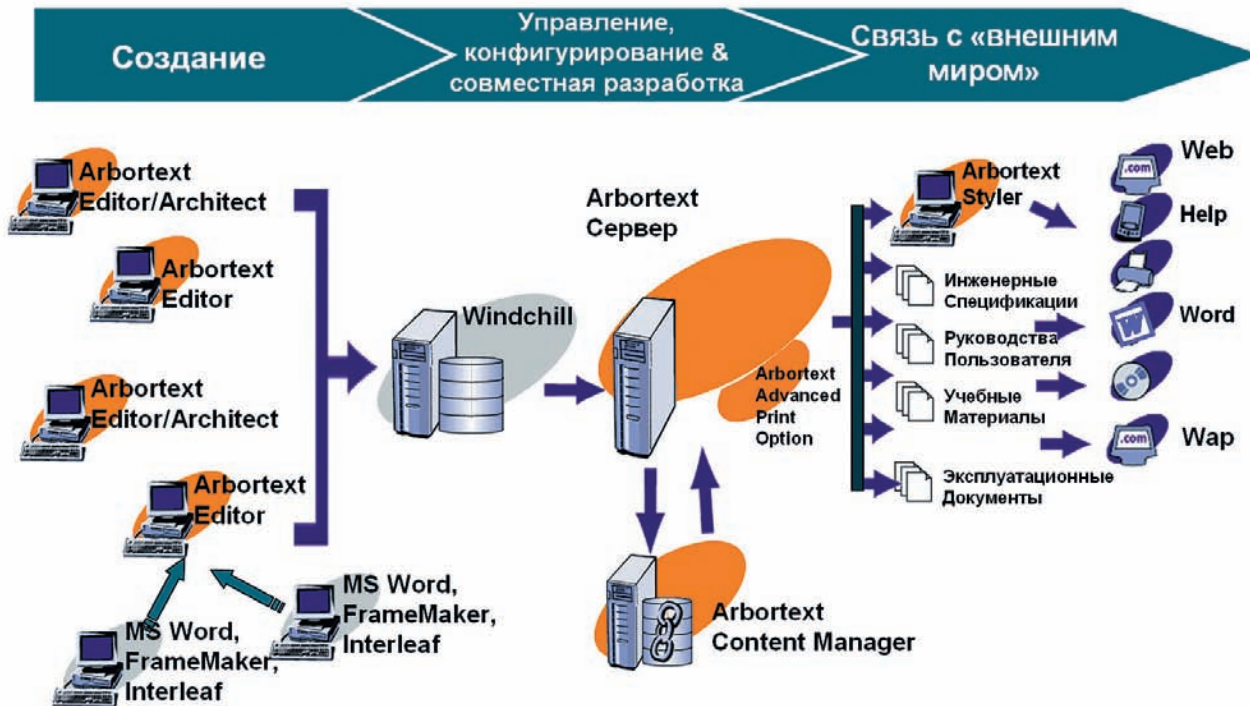 Создание
Управление,
конфигурирование &
совместная разработка
Связь с «внешним
миром»
Arbortext
Editor/Architect
Arbortext
Editor
Arbortext
Editor/Architect
Arbortext
Editor
MS Word,
FrameMaker,
Interleaf
MS Word,
FrameMaker,
Interleaf
Windchill
Arbortext
Сервер
Arbortext
Advanced
Print
Option
Arbortext
Content Manager
Arbortext
Styler
Инженерные
Спецификации
Руководства
Пользователя
Учебные
Материалы
Эксплуатационные
Документы
.com
Web
Help
W
Word
.com
Wap